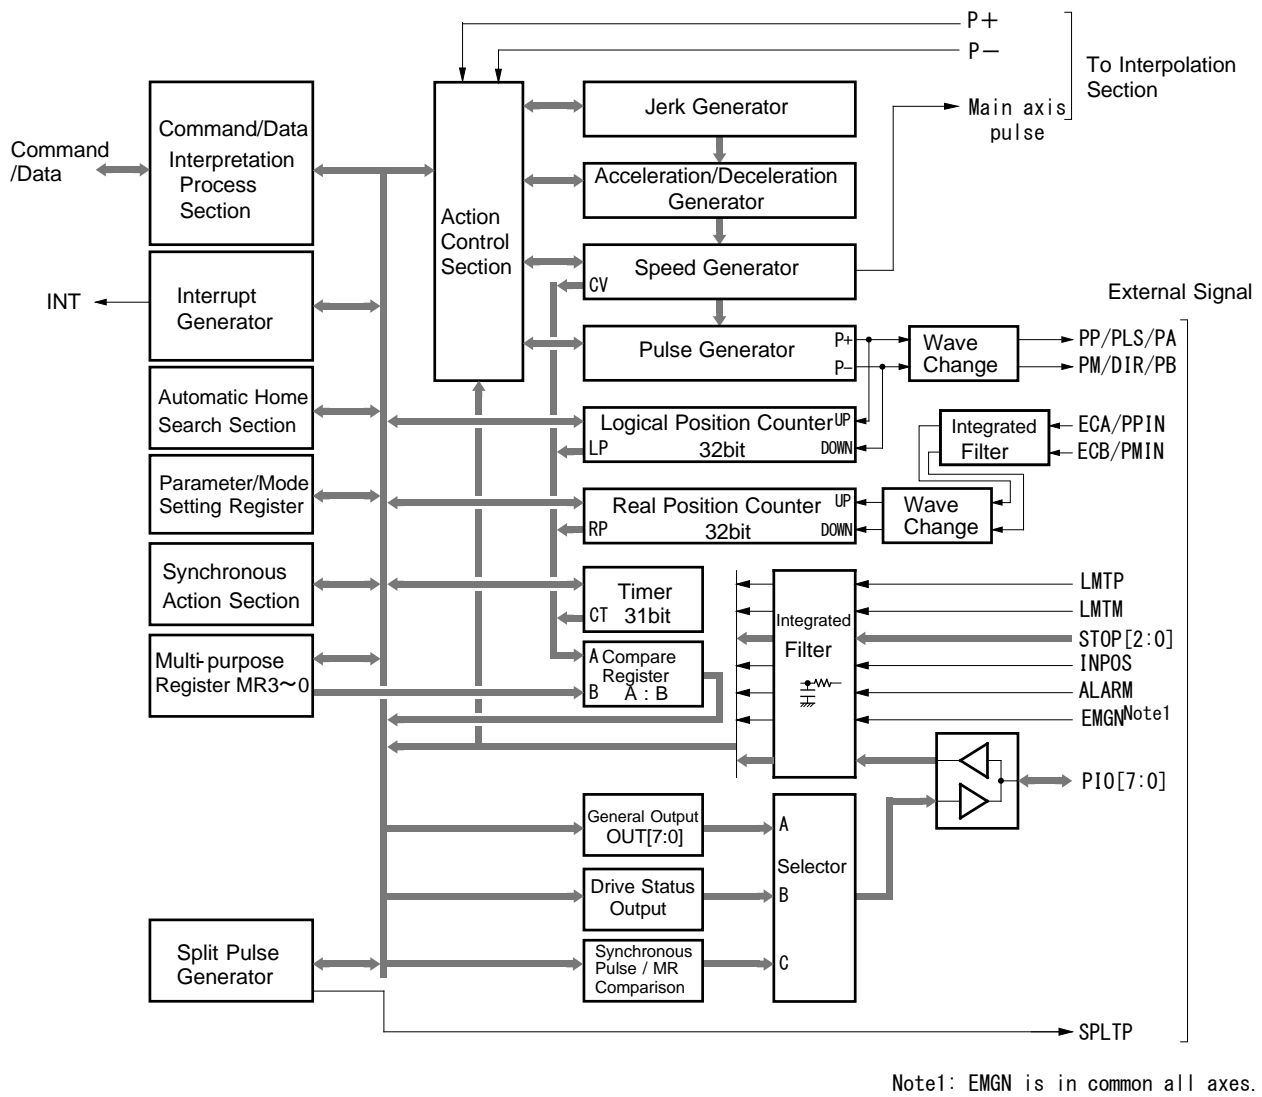 P+
P−
To Interpolation
Section
Main axis
pulse
Command
/Data
Command/Data
Interpretation
Process
Section
Action
Control
Section
Jerk Generator
Acceleration/Deceleration
Generator
Speed Generator
CV
INT
Interrupt
Generator
External Signal
Pulse Generator
P+
P-
Wave
Change
PP/PLS/PA
PM/DIR/PB
Automatic Home
Search Section
Logical Position Counter
32bit
UP
DOWN
LP
Integrated
Filter
ECA/PPIN
ECB/PMIN
Parameter/Mode
Setting Register
Real Position Counter
32bit
UP
DOWN
RP
Wave
Change
Synchronous
Action Section
Timer
31bit
CT
Integrated
Filter
LMTP
LMTM
STOP[2:0]
INPOS
ALARM
EMGN Note1
Multi-purpose
Register MR3~0
A
B
Compare
Register
A : B
PIO[7:0]
General Output
OUT[7:0]
A
Selector
Drive Status
Output
B
Split Pulse
Generator
Synchronous
Pulse / MR
Comparison
C
SPLTP
Note1: EMGN is in common all axes.